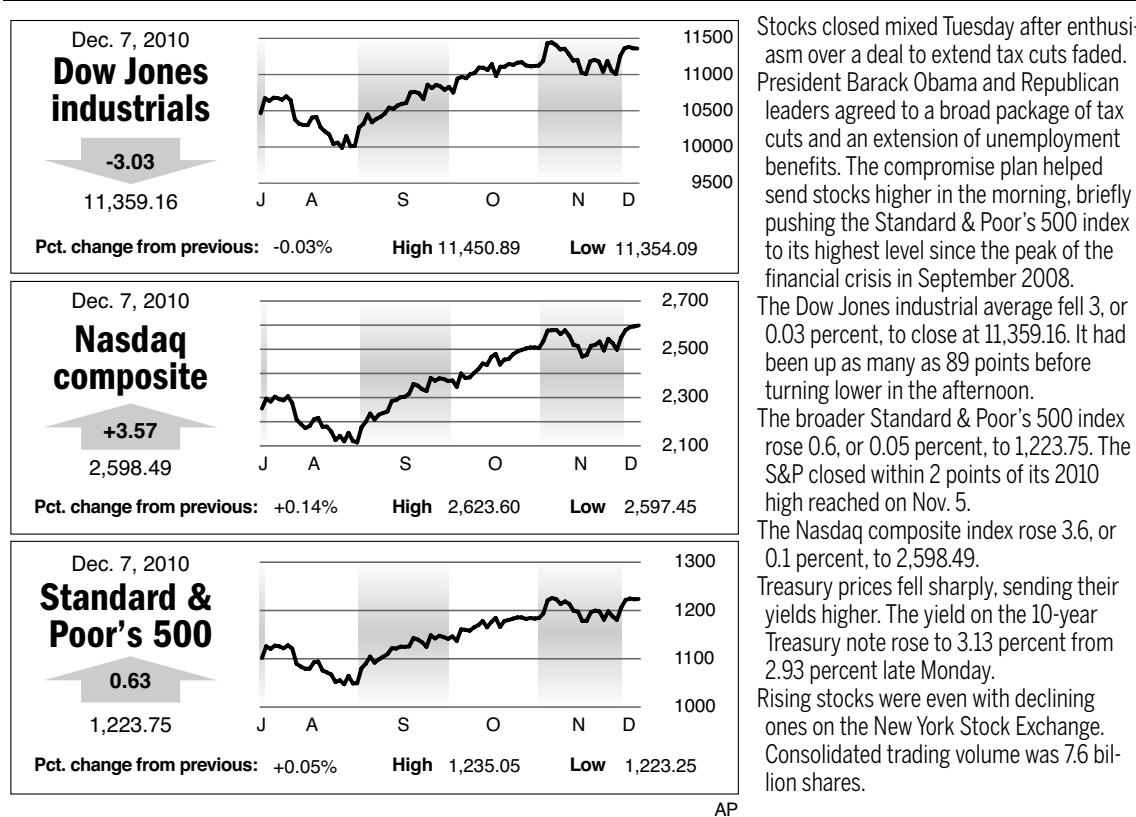 Dec. 7, 2010
Dow Jones
industrials
-3.03
11,359.16
11500
11000
10500
10000
9500
J A S O N D
Pct. change from previous: -0.03% High 11,450.89 Low 11,354.09
Dec. 7, 2010
Nasdaq
composite
+3.57
2,598.49
2,700
2,500
2,300
2,100
J A S O N D
Pct. change from previous: +0.14% High 2,623.60 Low 2,597.45
Dec. 7, 2010
Standard &
Poor's 500
0.63
1,223.75
1300
1200
1100
1000
J A S O N D
Pct. change from previous: +0.05% High 1,235.05 Low 1,223.25
AP
Stocks closed mixed Tuesday after enthusi-
asm over a deal to extend tax cuts faded.
President Barack Obama and Republican
leaders agreed to a broad package of tax
cuts and an extension of unemployment
benefits. The compromise plan helped
send stocks higher in the morning, briefly
pushing the Standard & Poor's 500 index
to its highest level since the peak of the
financial crisis in September 2008.
The Dow Jones industrial average fell 3, or
0.03 percent, to close at 11,359.16. It had
been up as many as 89 points before
turning lower in the afternoon.
The broader Standard & Poor's 500 index
rose 0.6, or 0.05 percent, to 1,223.75. The
S&P closed within 2 points of its 2010
high reached on Nov. 5.
The Nasdaq composite index rose 3.6, or
0.1 percent, to 2,598.49.
Treasury prices fell sharply, sending their
yields higher. The yield on the 10-year
Treasury note rose to 3.13 percent from
2.93 percent late Monday.
Rising stocks were even with declining
ones on the New York Stock Exchange.
Consolidated trading volume was 7.6 bil-
lion shares.